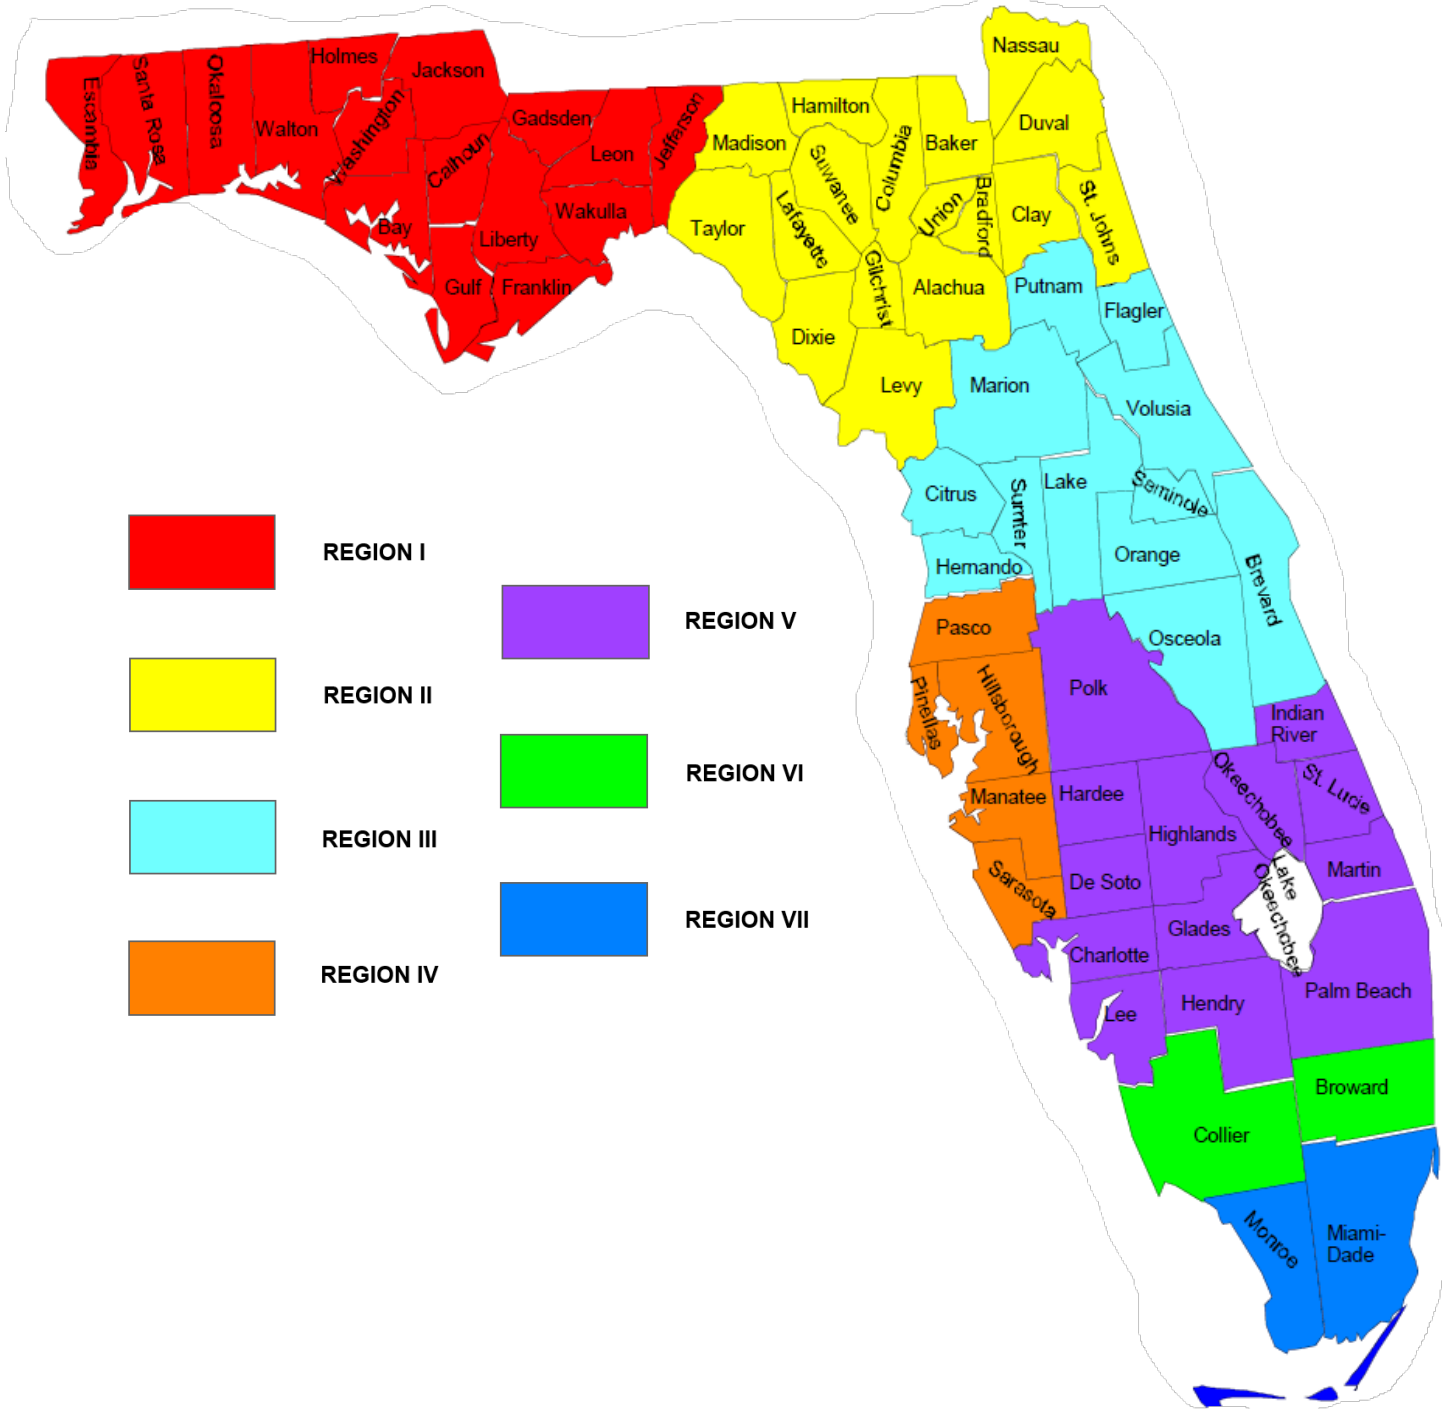 Nassau
Holmes
Jackson
Escambia
Santa Rosa
Okaloosa
Walton
Washington
Calhoun
Gadsden
Leon
Jefferson
Madison
Hamilton
Suwanee
Columbia
Baker
Duval
Taylor
Lafayette
Union
Bradford
Clay
St. Johns
Bay
Liberty
Wakulla
Gulf
Franklin
Gilchrist
Alachua
Putnam
Flagler
Dixie
Levy
Marion
Volusia
Citrus
Sumter
Lake
Seminole
Hernando
Orange
Brevard
Pasco
Osceola
Pinellas
Hillsborough
Polk
Indian
River
Manatee
Hardee
Highlands
Okeechobee
St. Lucie
Sarasota
De Soto
Lake
Okeechobee
Martin
Charlotte
Glades
Lee
Hendry
Palm Beach
Broward
Collier
Monroe
Miami-
Dade
REGION I
REGION II
REGION III
REGION IV
REGION V
REGION VI
REGION VII